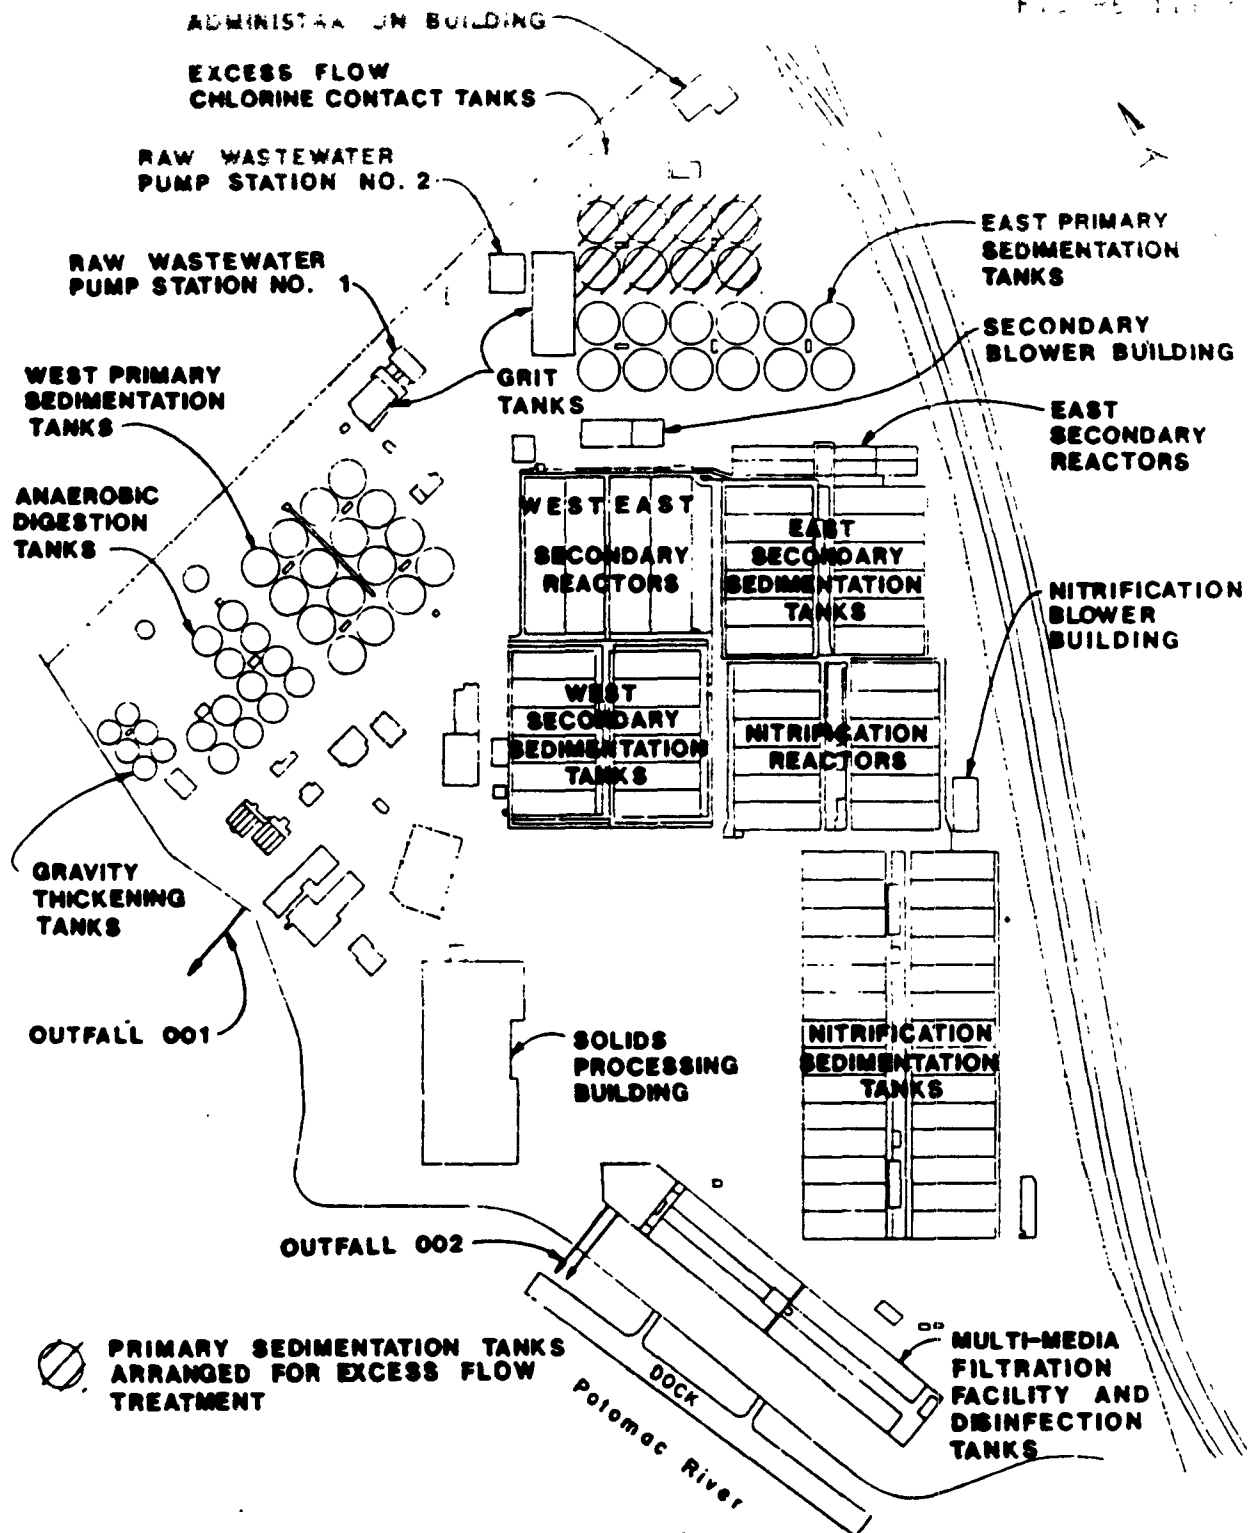 BUILDING
EXCESS FLOW
CHLORINE CONTACT TANKS
RAW WASTEWATER
PUMP STATION NO. 2
RAW WASTEWATER
PUMP STATION NO. 1
WEST PRIMARY
SEDIMENTATION
TANKS
ANAEROBIC
DIGESTION
TANKS
GRIT
TANKS
EAST PRIMARY
SEDIMENTATION
TANKS
SECONDARY
BLOWER BUILDING
EAST
SECONDARY
REACTORS
WEST EAST
SECONDARY
REACTORS
EAST
SECONDARY
SEDIMENTATION
TANKS
NITRIFICATION
BLOWER
BUILDING
WEST
SECONDARY
SEDIMENTATION
TANKS
NITRIFICATION
REACTORS
GRAVITY
THICKENING
TANKS
OUTFALL 001
SOLIDS
PROCESSING
BUILDING
NITRIFICATION
SEDIMENTATION
TANKS
OUTFALL 002
PRIMARY SEDIMENTATION TANKS
ARRANGED FOR EXCESS FLOW
TREATMENT
DOCK
Potomac River
MULTI-MEDIA
FILTRATION
FACILITY AND
DISINFECTION
TANKS